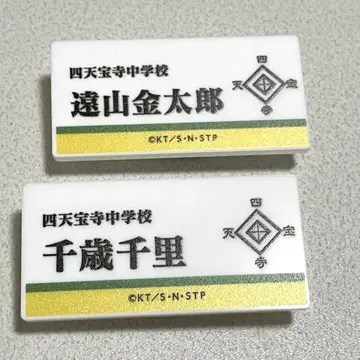 四天宝寺中学校
遠山金太郎
四
天 宝
寺
©KT/S・N・STP
四天宝寺中学校
千歳千里
四
天 宝
寺
©KT/S・N・STP